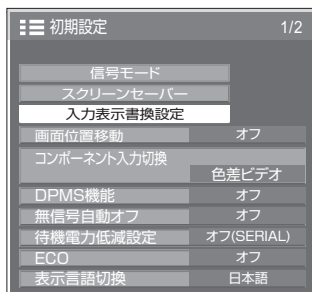 初期設定 1/2
信号モード
スクリーンセーバー
入力表示書換設定
画面位置移動 オフ
コンポーネント入力切換
色差ビデオ
DPMS機能 オフ
無信号自動オフ オフ
待機電力低減設定 オフ(SERIAL)
ECO オフ
表示言語切換 日本語